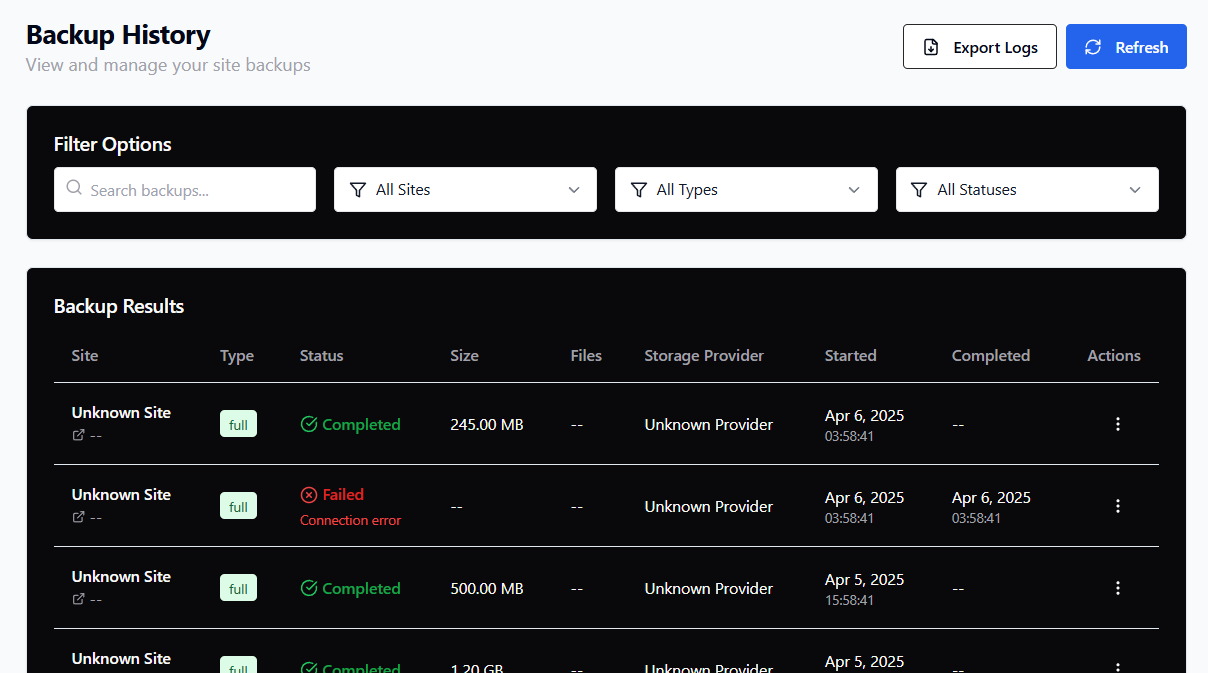 Backup History
View and manage your site backups
Export Logs
Refresh
Filter Options
Search backups...
All Sites
All Types
All Statuses
Backup Results
Site Type Status Size Files Storage Provider Started Completed Actions
Unknown Site
--
full
Completed
245.00 MB
--
Unknown Provider
Apr 6, 2025
03:58:41
--
Unknown Site
--
full
Failed
Connection error
--
--
Unknown Provider
Apr 6, 2025
03:58:41
Apr 6, 2025
03:58:41
Unknown Site
--
full
Completed
500.00 MB
--
Unknown Provider
Apr 5, 2025
15:58:41
--
Unknown Site
full
Completed
1.20 GB
--
Unknown Provider
Apr 5, 2025
--